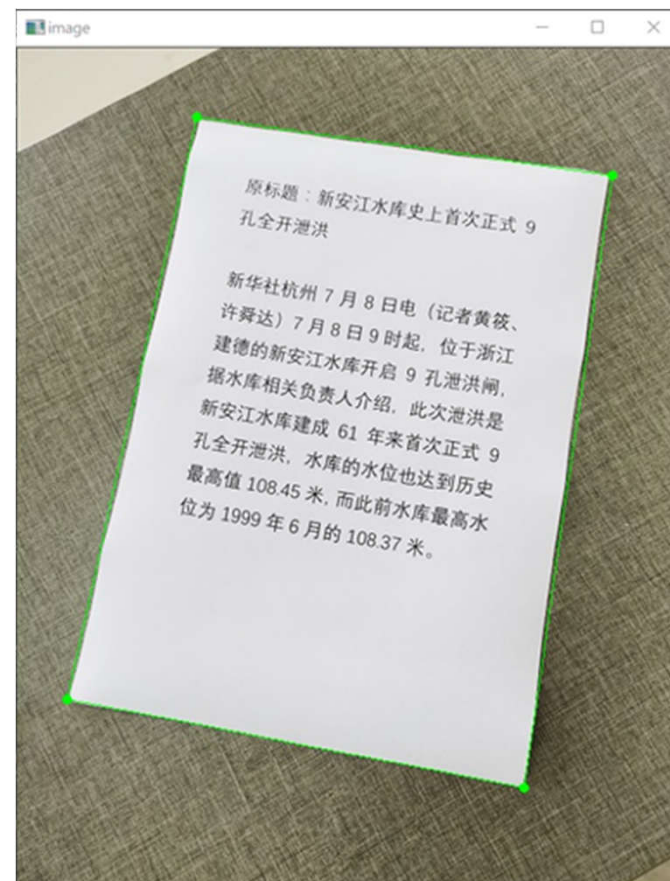 image
原标题：新安江水库史上首次正式 9
孔全开泄洪
新华社杭州 7 月 8 日电（记者黄筱、
许舜达）7 月 8 日 9 时起，位于浙江
建德的新安江水库开启 9 孔泄洪闸，
据水库相关负责人介绍，此次泄洪是
新安江水库建成 61 年来首次正式 9
孔全开泄洪，水库的水位也达到历史
最高值 108.45 米，而此前水库最高水
位为 1999 年 6 月的 108.37 米。